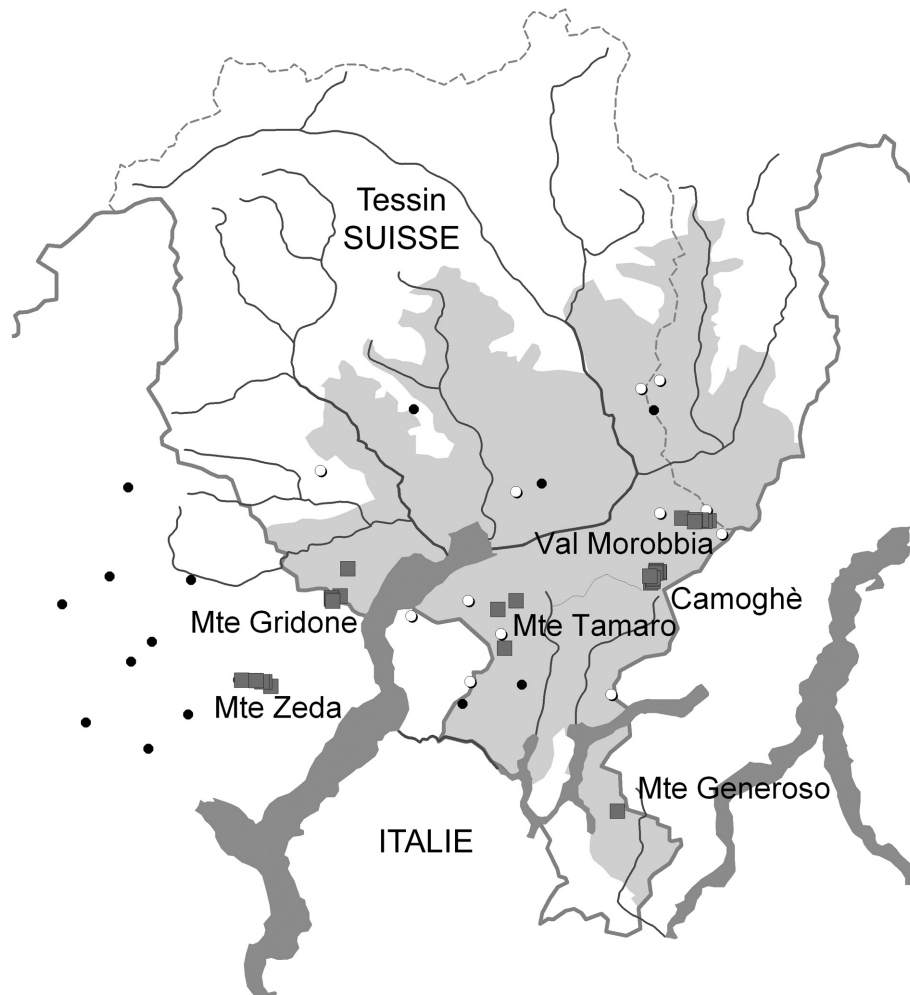 Tessin
SUISSE
Val Morobbia
Camoghè
Mte Gridone
Mte Tamaro
Mte Zeda
Mte Generoso
ITALIE